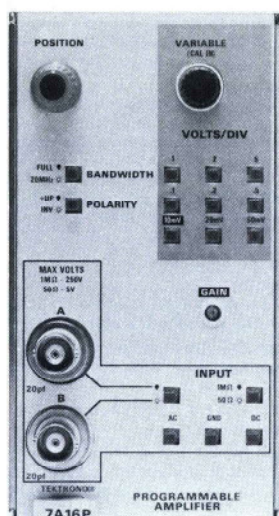 POSITION
VARIABLE
(CAL IN)
VOLTS/DIV
1 2 5
FULL
20MHz
BANDWIDTH
.1 .2 .5
+UP
INV
POLARITY
10mV 20mV 50mV
MAX VOLTS
1MΩ - 250V
50Ω - 5V
GAIN
A
INPUT
1MΩ
50Ω
20pf
B
AC GND DC
20pf
TEKTRONIX
PROGRAMMABLE
AMPLIFIER
7A16P